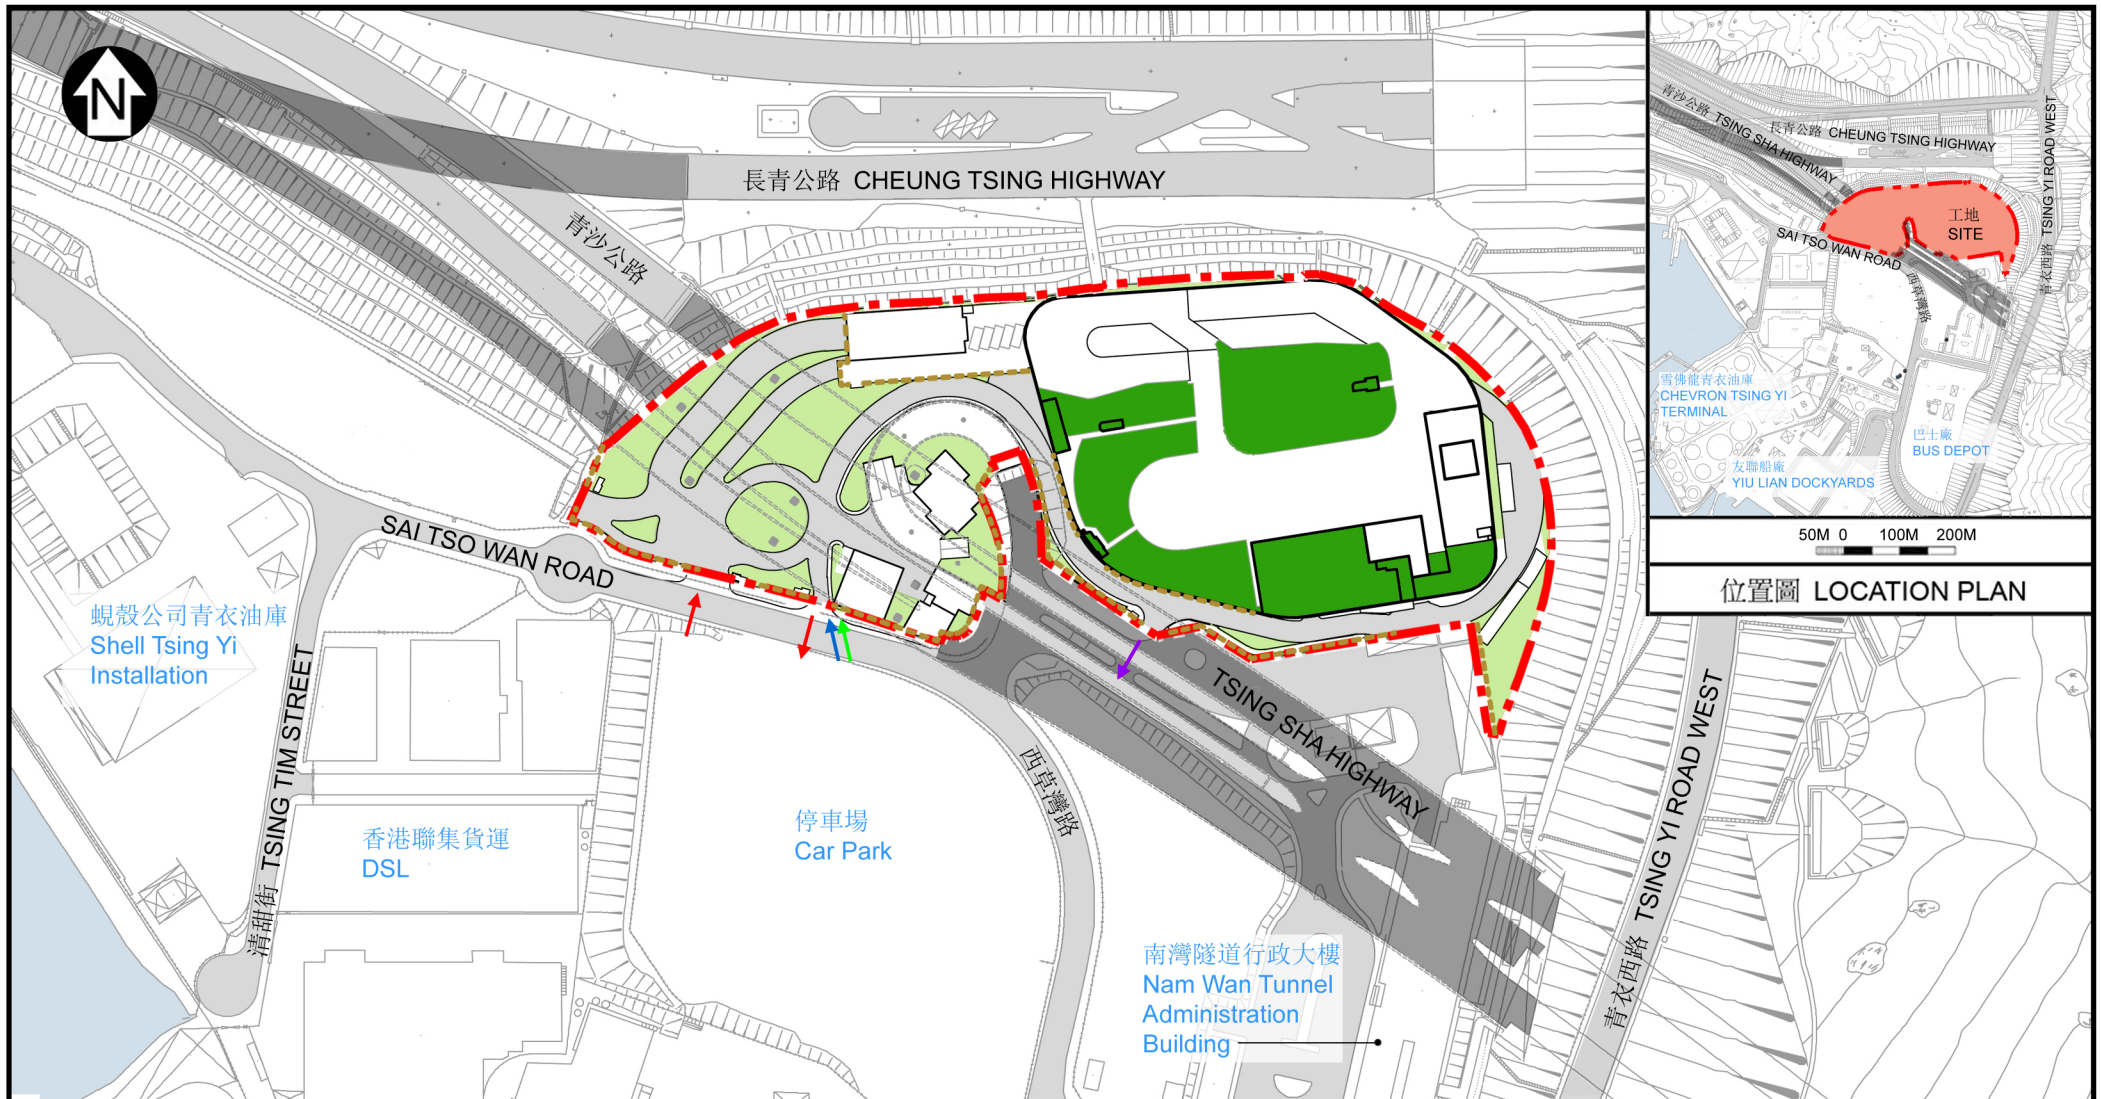 N
長青公路 CHEUNG TSING HIGHWAY
青沙公路
SAI TSO WAN ROAD
蜆殼公司青衣油庫
Shell Tsing Yi
Installation
清甜街 TSING TIM STREET
香港聯集貨運
DSL
停車場
Car Park
西草灣路
TSING SHA HIGHWAY
南灣隧道行政大樓
Nam Wan Tunnel
Administration
Building
青衣西路 TSING YI ROAD WEST
青沙公路 TSING SHA HIGHWAY
長青公路 CHEUNG TSING HIGHWAY
青衣西路 TSING YI ROAD WEST
工地
SITE
SAI TSO WAN ROAD
西草灣路
雪佛龍青衣油庫
CHEVRON TSING YI
TERMINAL
巴士廠
BUS DEPOT
友聯船廠
YIU LIAN DOCKYARDS
50M 0 100M 200M
位置圖 LOCATION PLAN